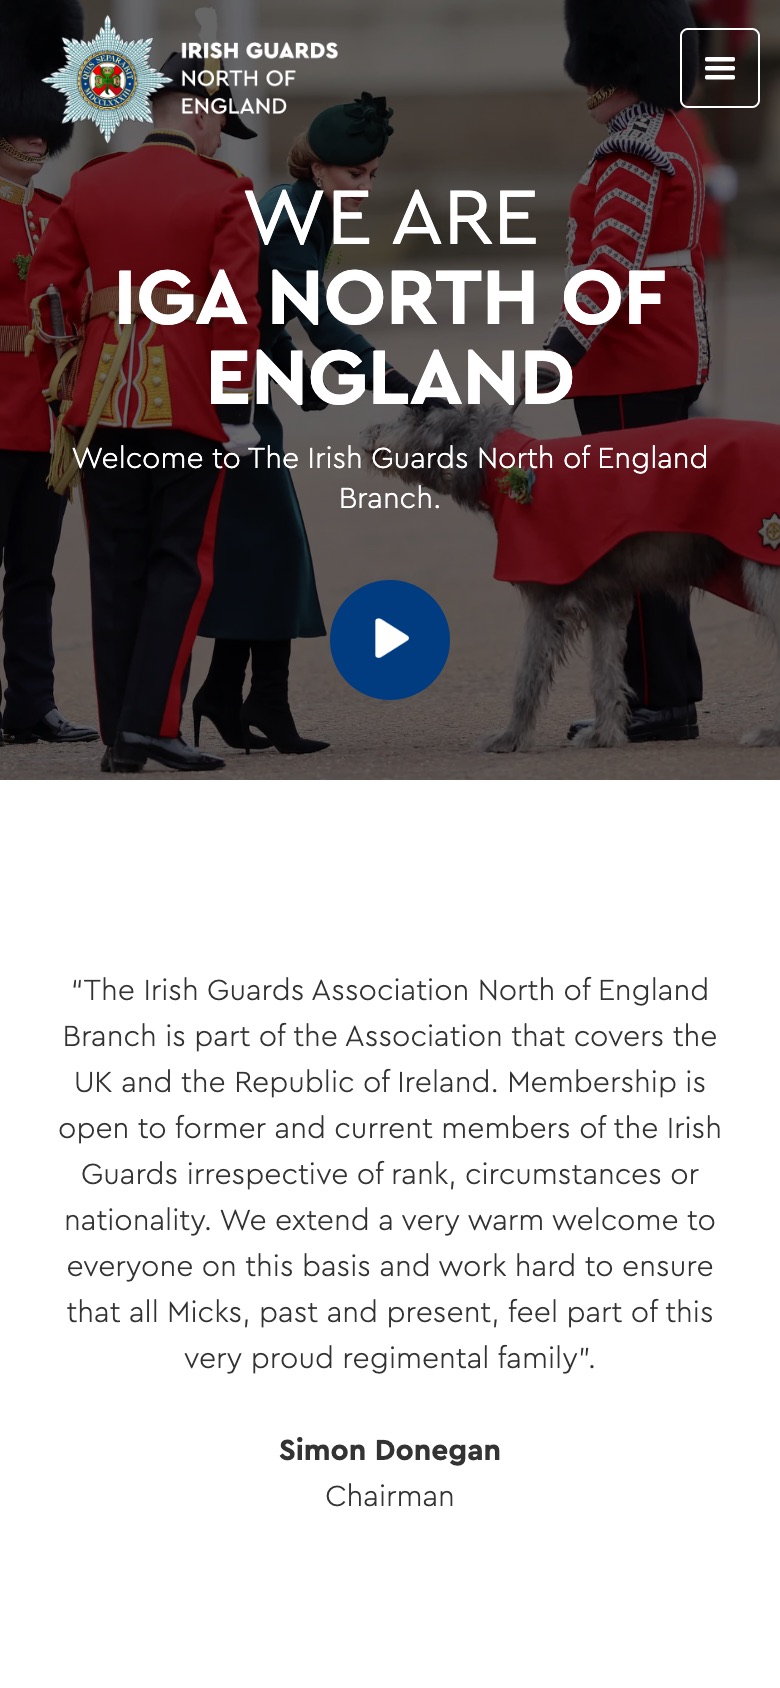 IRISH GUARDS
NORTH OF
ENGLAND
QUIS SEPARABIT
MDCCLXXXIII
WE ARE
IGA NORTH OF
ENGLAND
Welcome to The Irish Guards North of England
Branch.
“The Irish Guards Association North of England
Branch is part of the Association that covers the
UK and the Republic of Ireland. Membership is
open to former and current members of the Irish
Guards irrespective of rank, circumstances or
nationality. We extend a very warm welcome to
everyone on this basis and work hard to ensure
that all Micks, past and present, feel part of this
very proud regimental family”.
Simon Donegan
Chairman